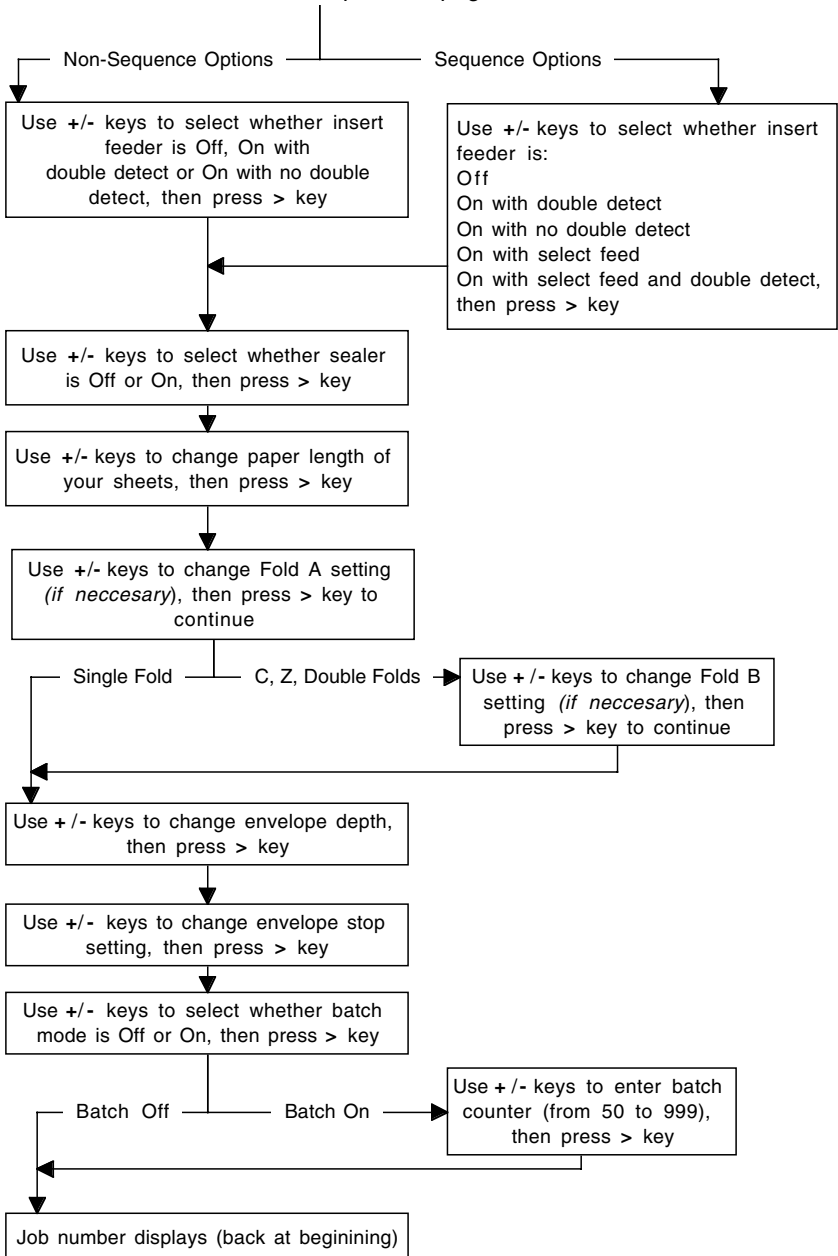 Non-Sequence Options
Sequence Options
Use +/- keys to select whether insert
feeder is Off, On with
double detect or On with no double
detect, then press > key
Use +/- keys to select whether insert
feeder is:
Off
On with double detect
On with no double detect
On with select feed
On with select feed and double detect,
then press > key
Use +/- keys to select whether sealer
is Off or On, then press > key
Use +/- keys to change paper length of
your sheets, then press > key
Use +/- keys to change Fold A setting
(if neccesary), then press > key to
continue
Single Fold
C, Z, Double Folds
Use + /- keys to change Fold B
setting (if neccesary), then
press > key to continue
Use + /- keys to change envelope depth,
then press > key
Use +/- keys to change envelope stop
setting, then press > key
Use +/- keys to select whether batch
mode is Off or On, then press > key
Batch Off
Batch On
Use + /- keys to enter batch
counter (from 50 to 999),
then press > key
Job number displays (back at beginining)